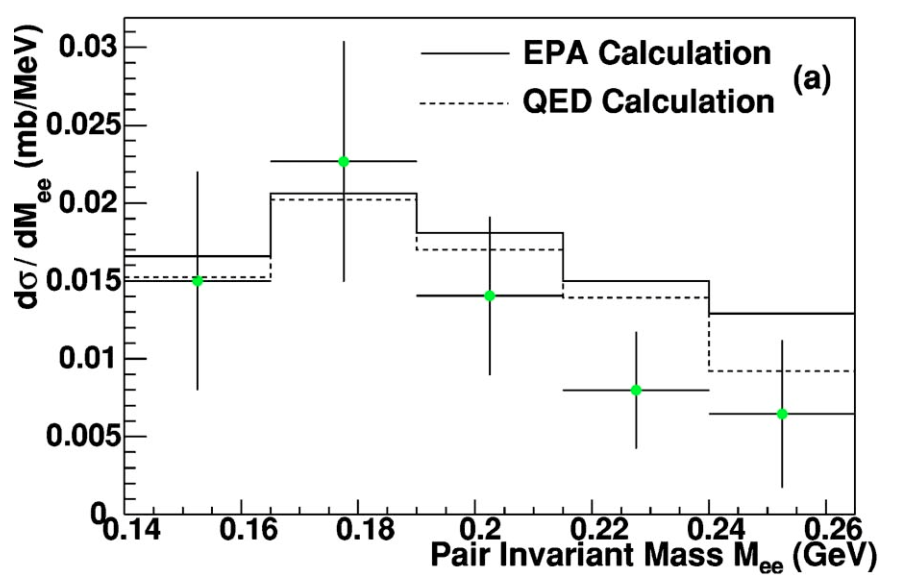 dσ/ dMee (mb/MeV)
0.03
0.025
0.02
0.015
0.01
0.005
0
EPA Calculation
QED Calculation
(a)
0.14 0.16 0.18 0.2 0.22 0.24 0.26
Pair Invariant Mass Mee (GeV)